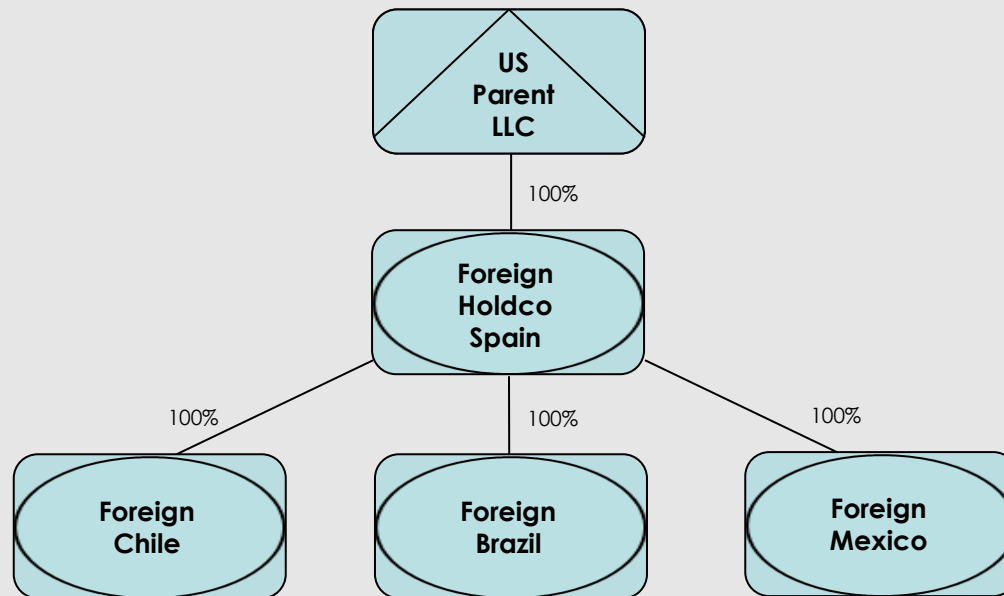 US
Parent
LLC
100%
Foreign
Holdco
Spain
100%
100%
100%
Foreign
Chile
Foreign
Brazil
Foreign
Mexico